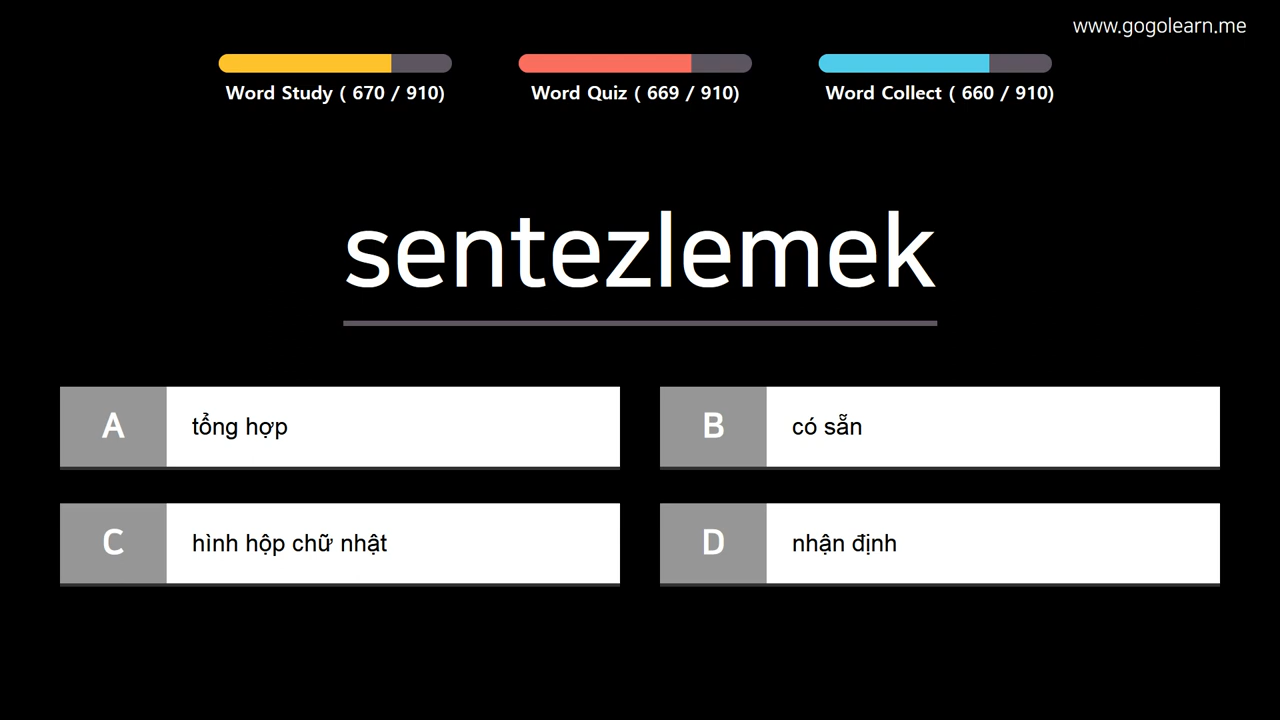 www.gogolearn.me
Word Study ( 670 / 910)
Word Quiz ( 669 / 910)
Word Collect ( 660 / 910)
sentezlemek
A tổng hợp
B có sẵn
C hình hộp chữ nhật
D nhận định